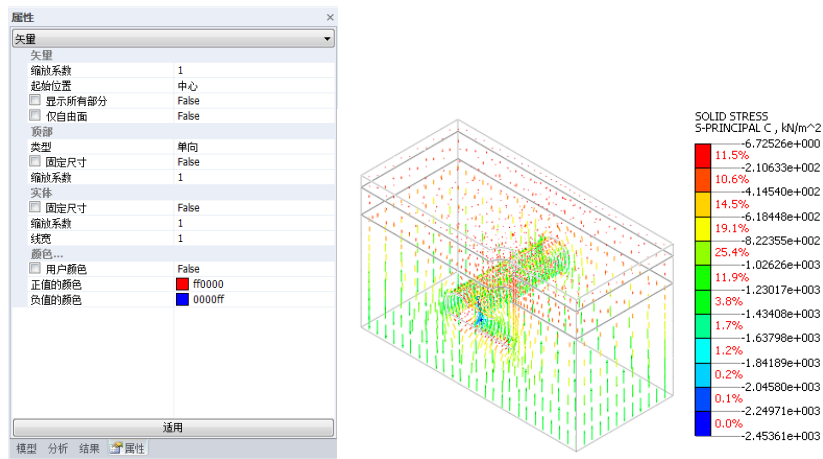 属性
矢量
矢量
缩放系数 1
起始位置 中心
显示所有部分 False
仅自由面 False
顶部
类型 单向
固定尺寸 False
缩放系数 1
实体
固定尺寸 False
缩放系数 1
线宽 1
颜色...
用户颜色 False
正值的颜色 ff0000
负值的颜色 0000ff
适用
模型 分析 结果 属性
SOLID STRESS
S-PRINCIPAL C , kN/m^2
-6.72526e+000
11.5%
-2.10633e+002
10.6%
-4.14540e+002
14.5%
-6.18448e+002
19.1%
-8.22355e+002
25.4%
-1.02626e+003
11.9%
-1.23017e+003
3.8%
-1.43408e+003
1.7%
-1.63798e+003
1.2%
-1.84189e+003
0.2%
-2.04580e+003
0.1%
-2.24971e+003
0.0%
-2.45361e+003